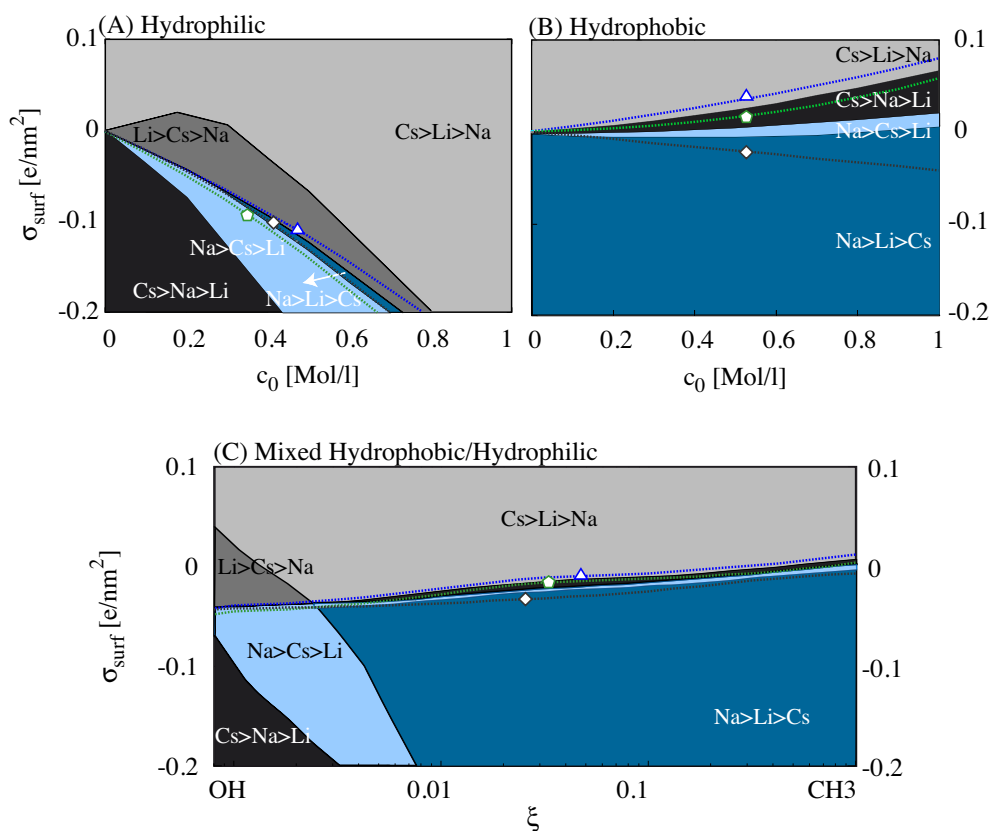 (A) Hydrophilic
(B) Hydrophobic
0.1
0
-0.1
-0.2
σsurf [e/nm²]
Li>Cs>Na
Cs>Li>Na
Na>Cs>Li
Cs>Na>Li
Na>Li>Cs
0 0.2 0.4 0.6 0.8 1
c₀ [Mol/l]
Cs>Li>Na
Cs>Na>Li
Na>Cs>Li
Na>Li>Cs
0.1
0
-0.1
-0.2
0 0.2 0.4 0.6 0.8 1
c₀ [Mol/l]
(C) Mixed Hydrophobic/Hydrophilic
0.1
0
-0.1
-0.2
σsurf [e/nm²]
Cs>Li>Na
Li>Cs>Na
Na>Cs>Li
Cs>Na>Li
Na>Li>Cs
0.1
0
-0.1
-0.2
OH 0.01 0.1 CH3
ξ